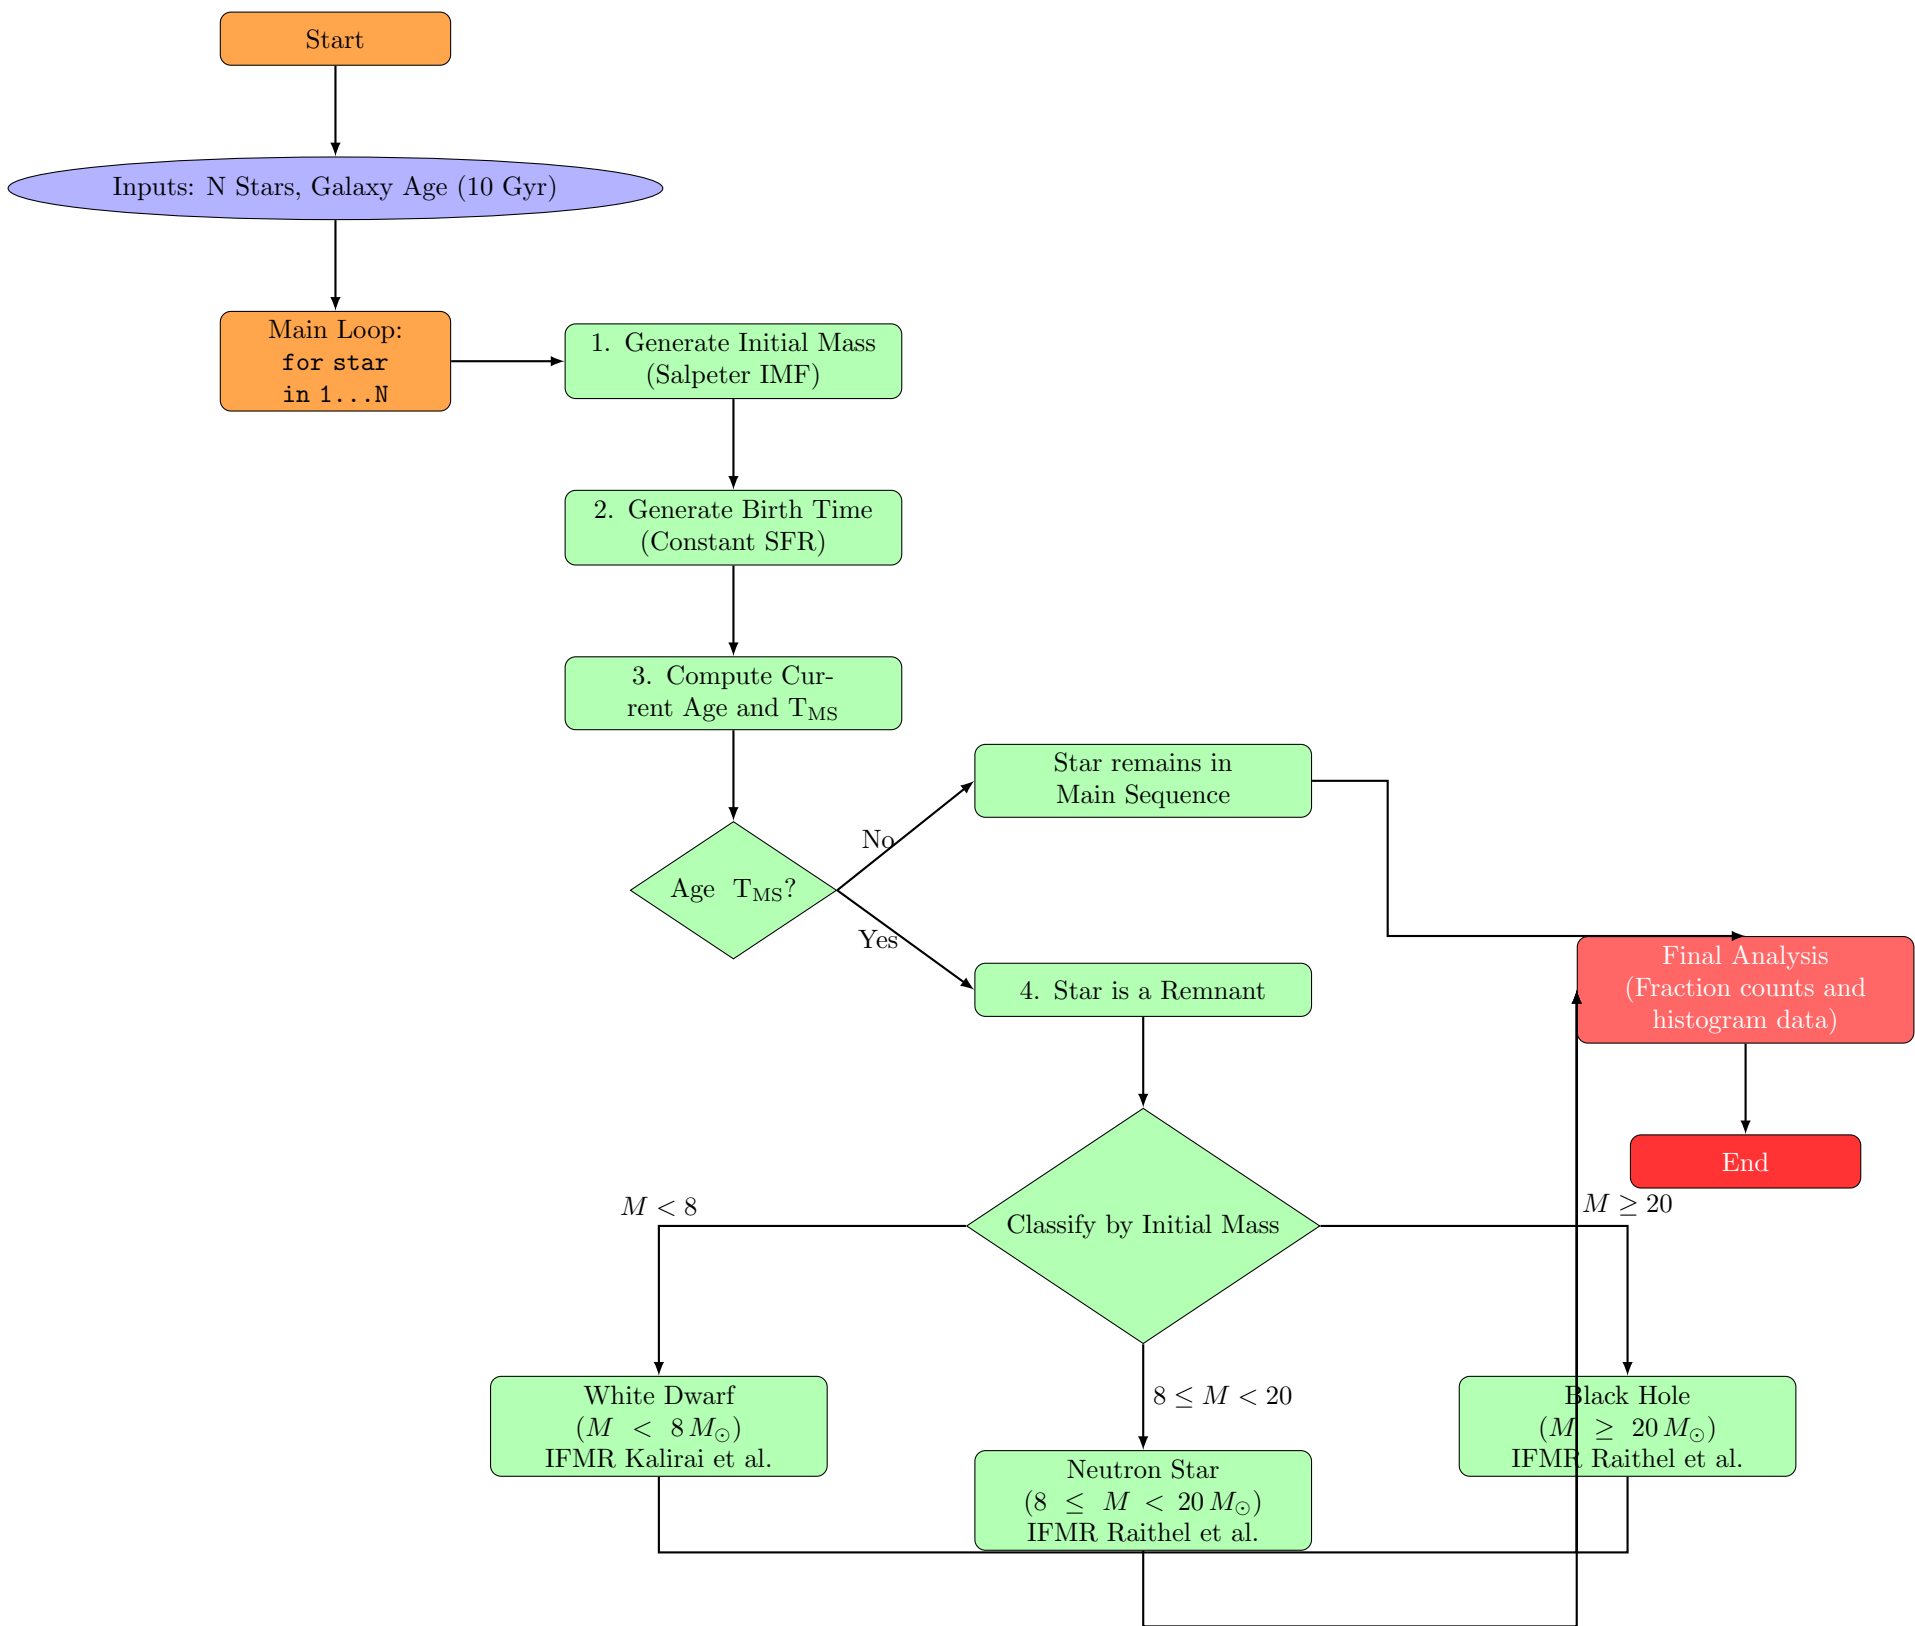 Start
Inputs: N Stars, Galaxy Age (10 Gyr)
Main Loop:
for star
in 1...N
1. Generate Initial Mass
(Salpeter IMF)
2. Generate Birth Time
(Constant SFR)
3. Compute Cur-
rent Age and T_MS
Star remains in
Main Sequence
No
Age T_MS?
Yes
4. Star is a Remnant
Final Analysis
(Fraction counts and
histogram data)
End
M < 8
Classify by Initial Mass
M ≥ 20
8 ≤ M < 20
White Dwarf
(M < 8 M_⊙)
IFMR Kalirai et al.
Neutron Star
(8 ≤ M < 20 M_⊙)
IFMR Raithel et al.
Black Hole
(M ≥ 20 M_⊙)
IFMR Raithel et al.